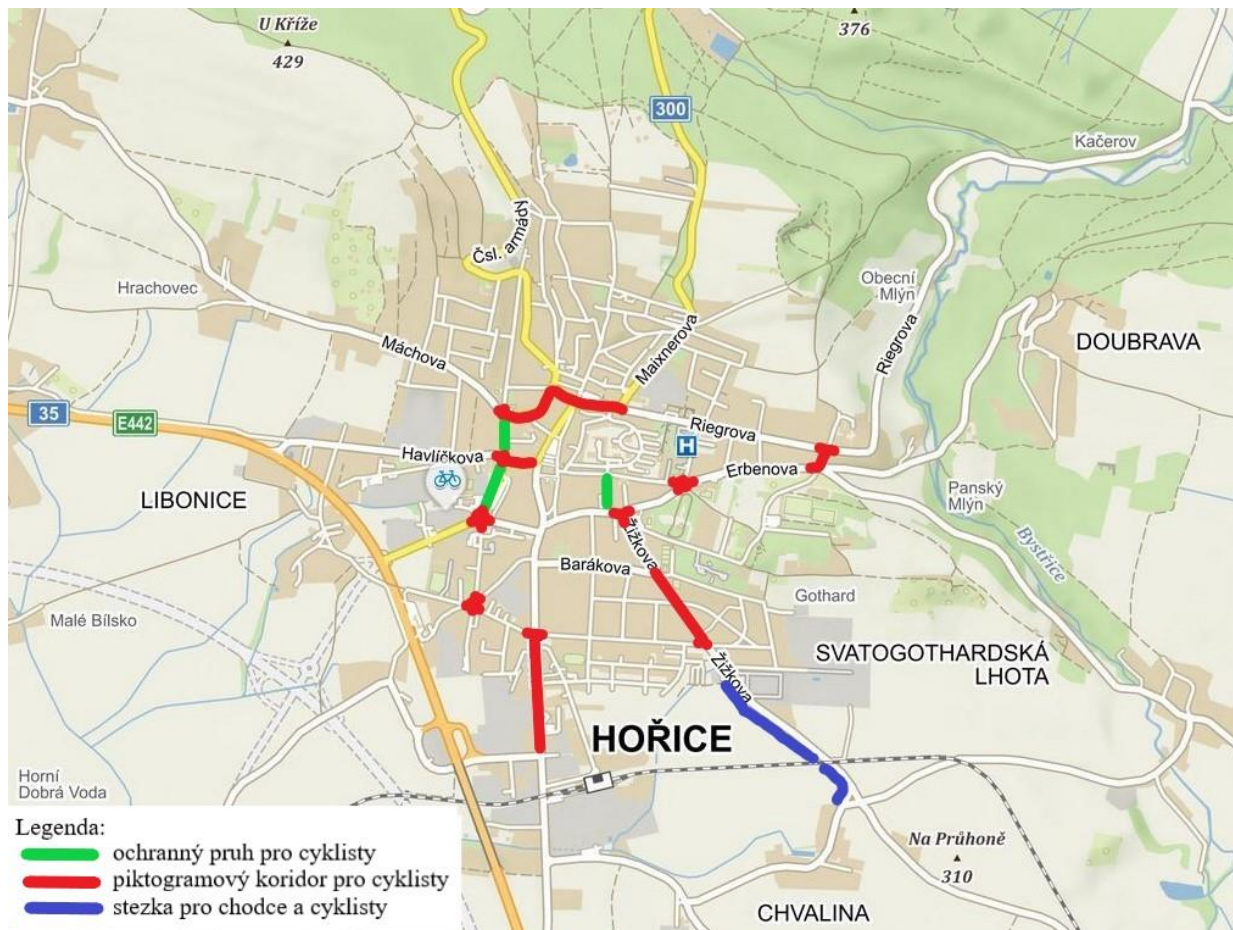 U Kříže
429
376
300
Kačerov
Čsl. armády
Hrachovec
Obecní
Mlýn
Riegrova
DOUBRAVA
Maixnerova
Máchova
35
E442
Riegrova
H
Havlíčkova
Erbenova
LIBONICE
Panský
Mlýn
Žižkova
Bystřice
Barákova
Gothard
Malé Bílsko
SVATOGOTHARDSKÁ
LHOTA
Žižkova
HOŘICE
Horní
Dobrá Voda
Legenda:
ochranný pruh pro cyklisty
piktogramový koridor pro cyklisty
stezka pro chodce a cyklisty
Na Průhoně
310
CHVALINA